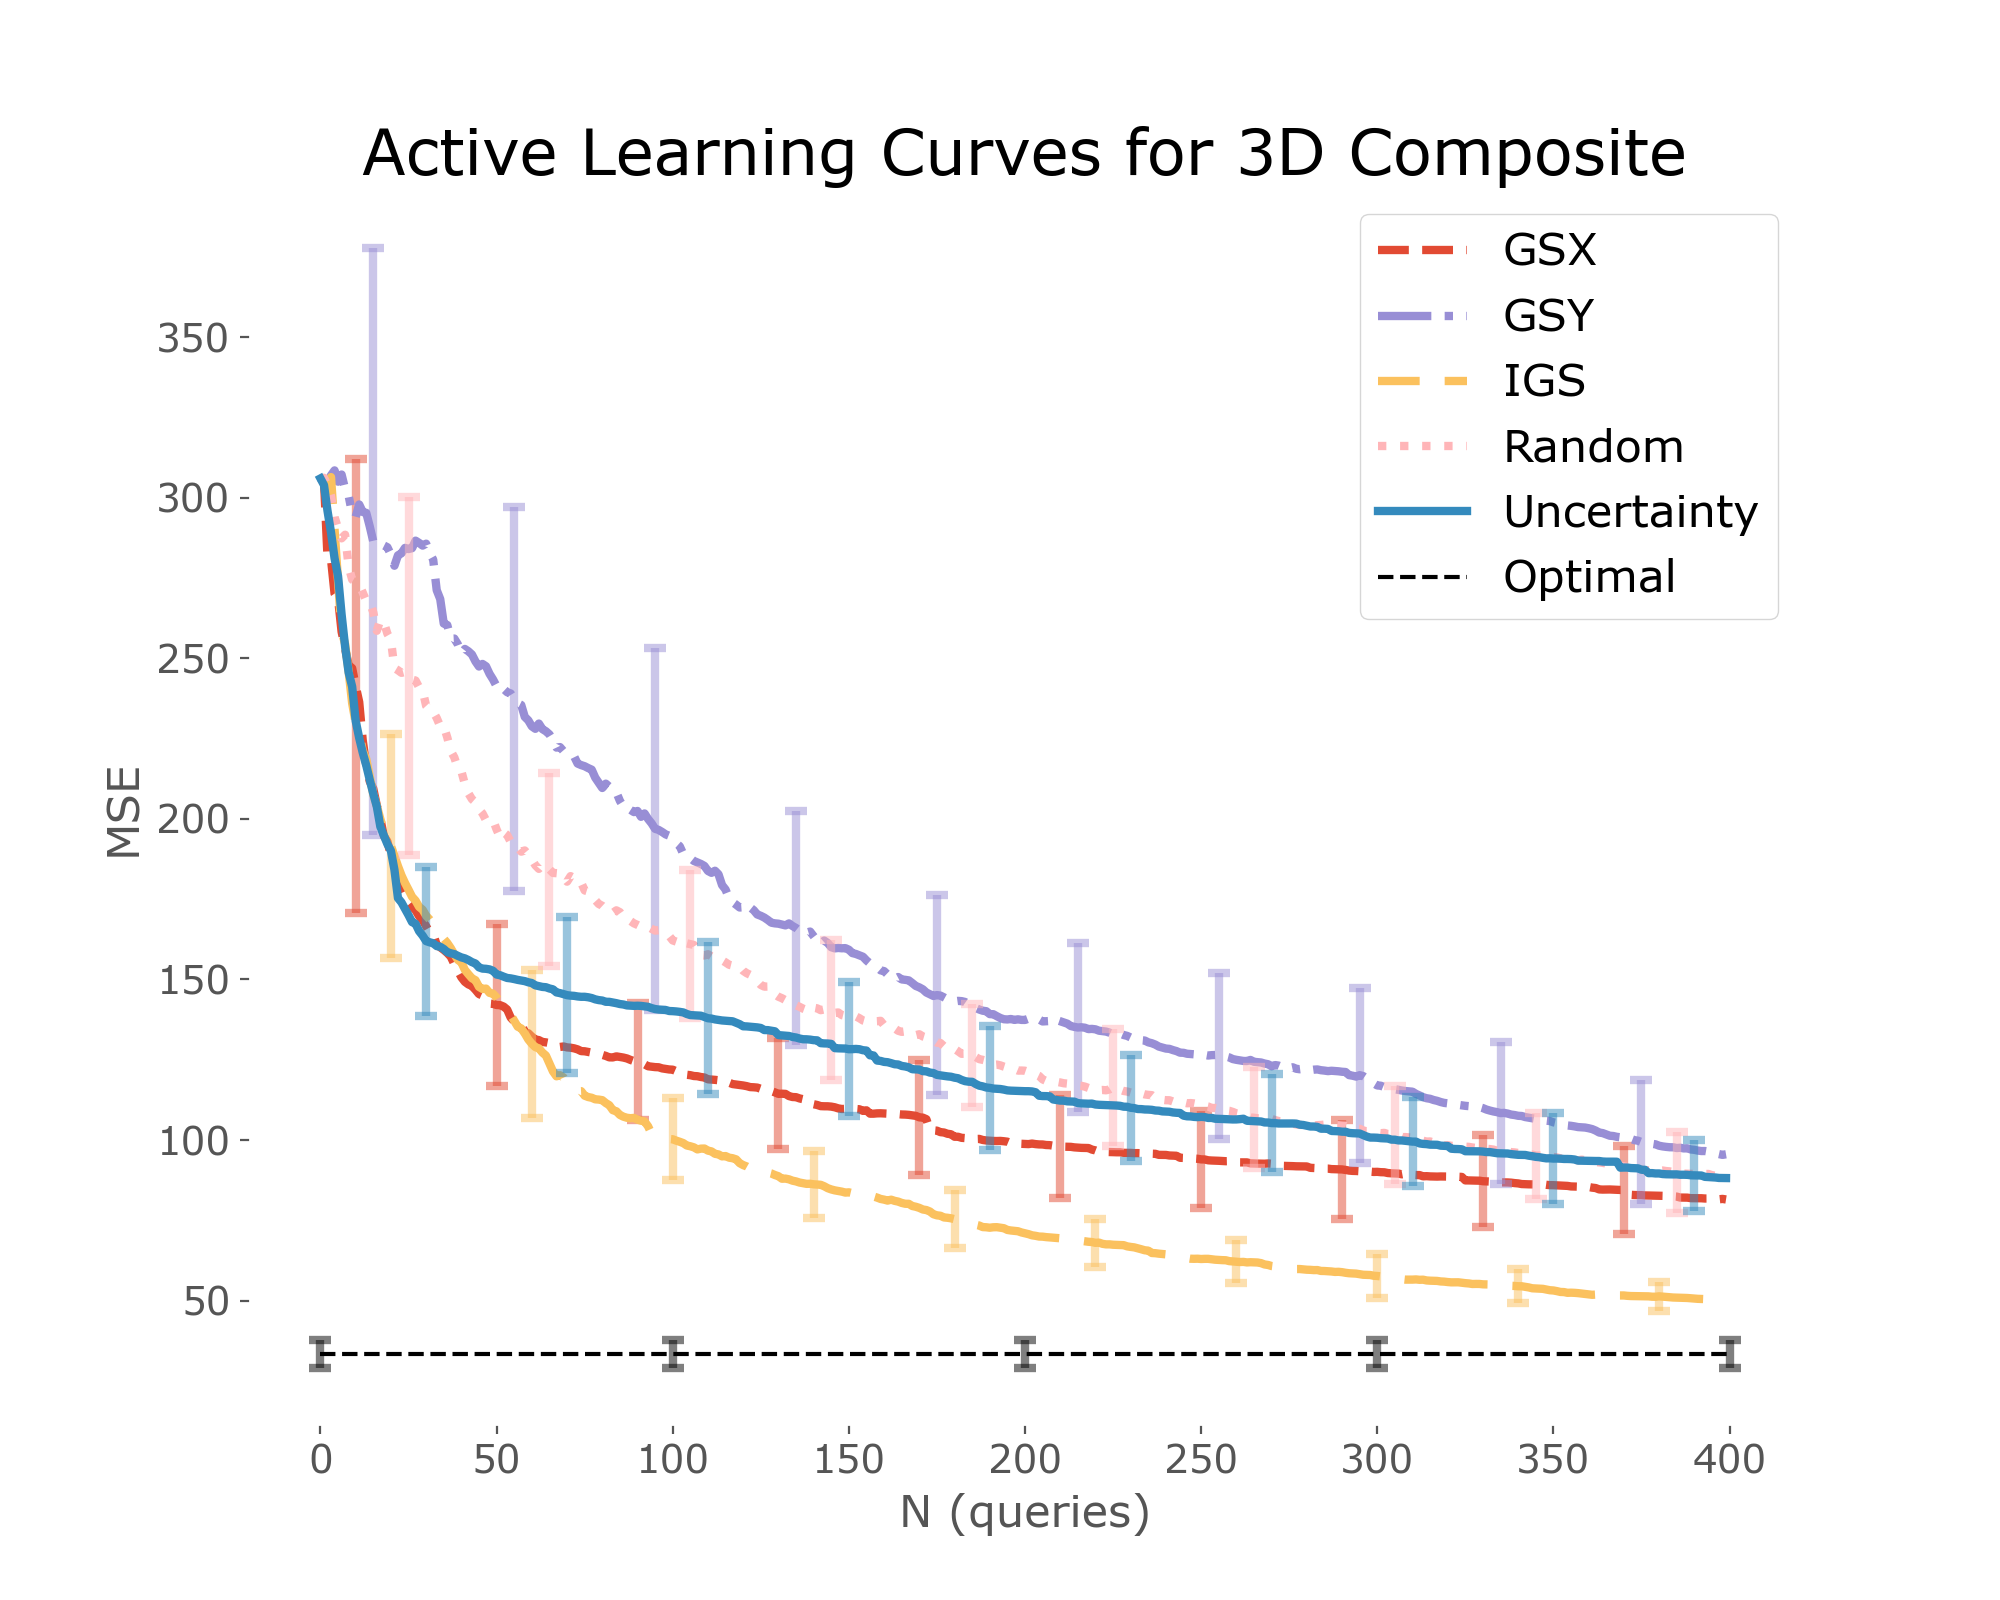 Active Learning Curves for 3D Composite
GSX
GSY
IGS
Random
Uncertainty
Optimal
MSE
350
300
250
200
150
100
50
0 50 100 150 200 250 300 350 400
N (queries)